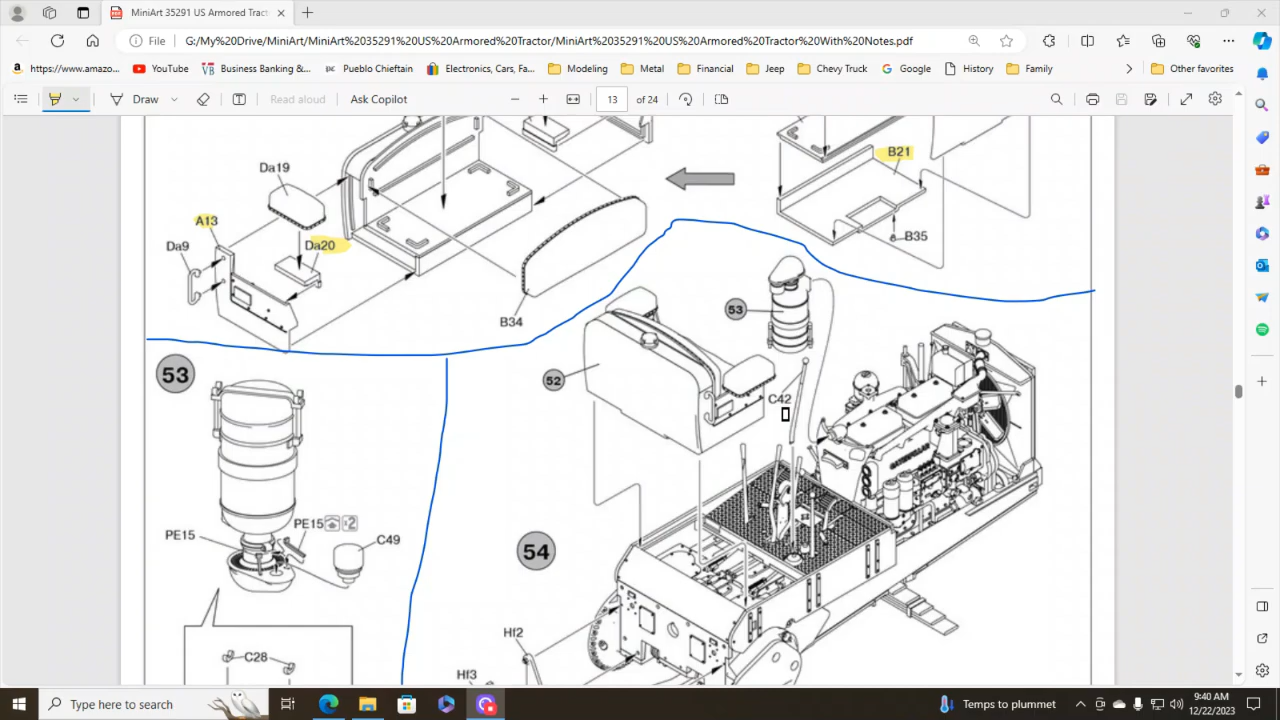 MiniArt 35291 US Armored Tract
File
G:/My%20Drive/MiniArt/MiniArt%2035291%20US%20Armored%20Tractor/MiniArt%2035291%20US%20Armored%20Tractor%20With%20Notes.pdf
https://www.amazo...
YouTube
Business Banking &...
Pueblo Chieftain
Electronics, Cars, Fa...
Modeling
Metal
Financial
Jeep
Chevy Truck
Google
History
Family
Other favorites
Draw
Read aloud
Ask Copilot
13
of 24
Da19
B21
A13
Da20
Da9
B35
B34
53
53
52
C42
CATERPILLAR
PE15
PE15
2
C49
54
Hf2
C28
Hf3
Type here to search
Temps to plummet
9:40 AM
12/22/2023